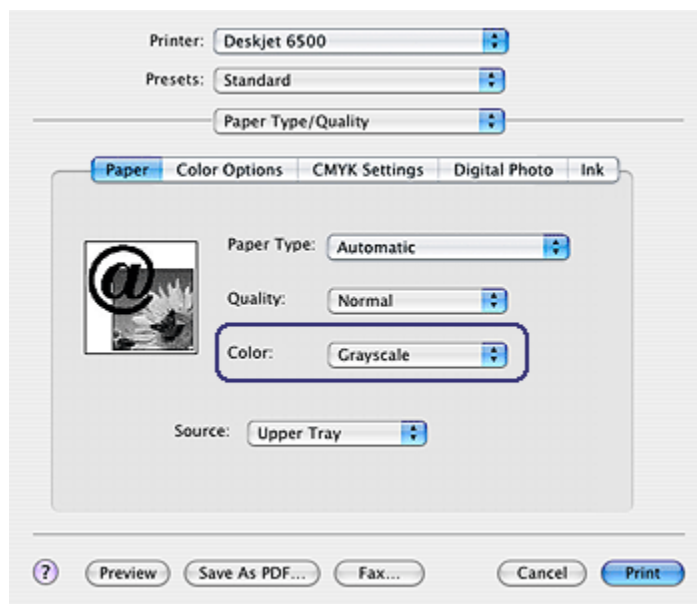 Printer: Deskjet 6500
Presets: Standard
Paper Type/Quality
Paper Color Options CMYK Settings Digital Photo Ink
Paper Type: Automatic
@
Quality: Normal
Color: Grayscale
Source: Upper Tray
? Preview Save As PDF... Fax... Cancel Print